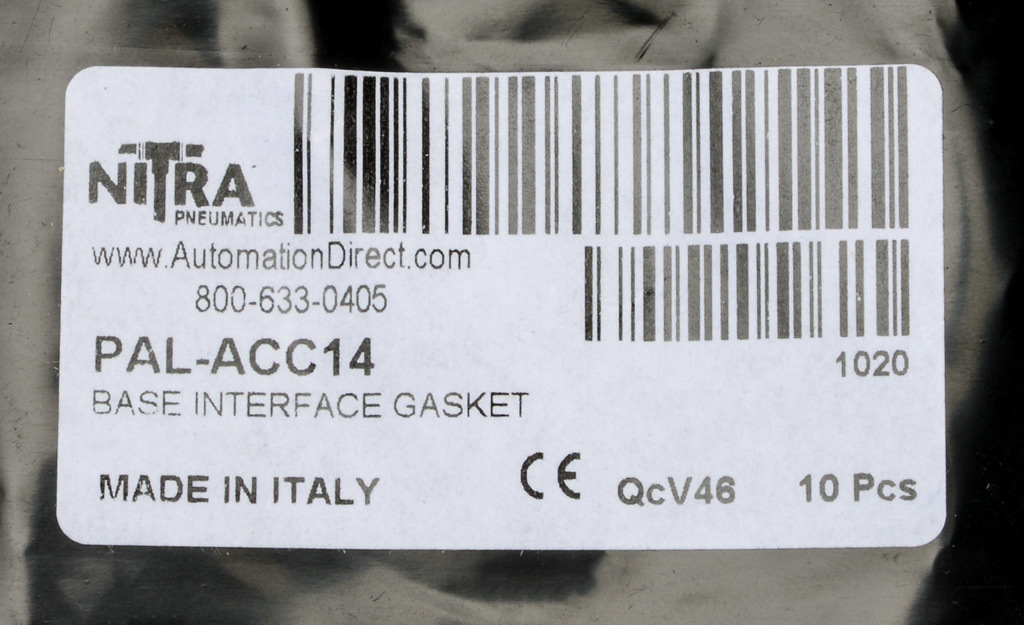 NITRA
PNEUMATICS
www.AutomationDirect.com
800-633-0405
PAL-ACC14
1020
BASE INTERFACE GASKET
MADE IN ITALY CE QcV46 10 Pcs